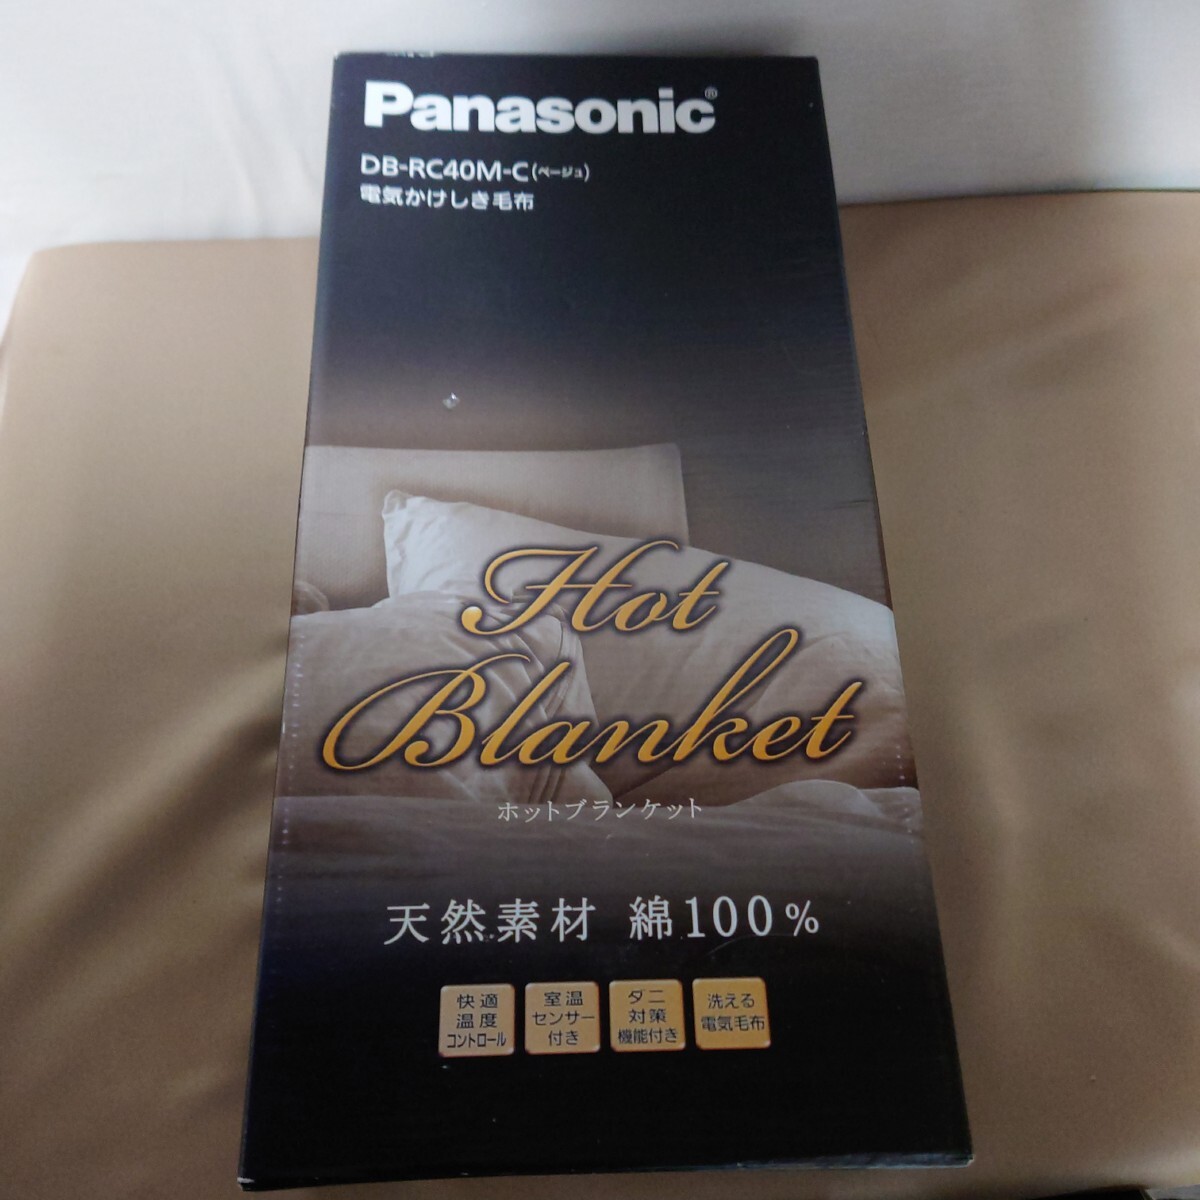 Panasonic®
DB-RC40M-C(ベージュ)
電気かけしき毛布
Hot
Blanket
ホットブランケット
天然素材 綿100%
快適
温度
コントロール
室温
センサー
付き
ダニ
対策
機能付き
洗える
電気毛布